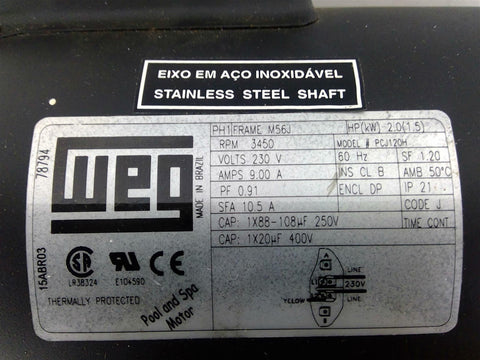 EIXO EM AÇO INOXIDÁVEL
STAINLESS STEEL SHAFT
78794
15ABR03
WEG
MADE IN BRAZIL
LR38324
E104590
THERMALLY PROTECTED
Pool and Spa
Motor
PH 1 FRAME M56J HP(kW) 2.0(1.5)
RPM 3450 MODEL # PCJ120H
VOLTS 230 V 60 Hz SF 1.20
AMPS 9.00 A INS CL B AMB 50°C
PF 0.91 ENCL DP IP 21
SFA 10.5 A CODE J
CAP: 1X88-108µF 250V TIME CONT
CAP: 1X20µF 400V
LINE
230V
YLLOW
LINE